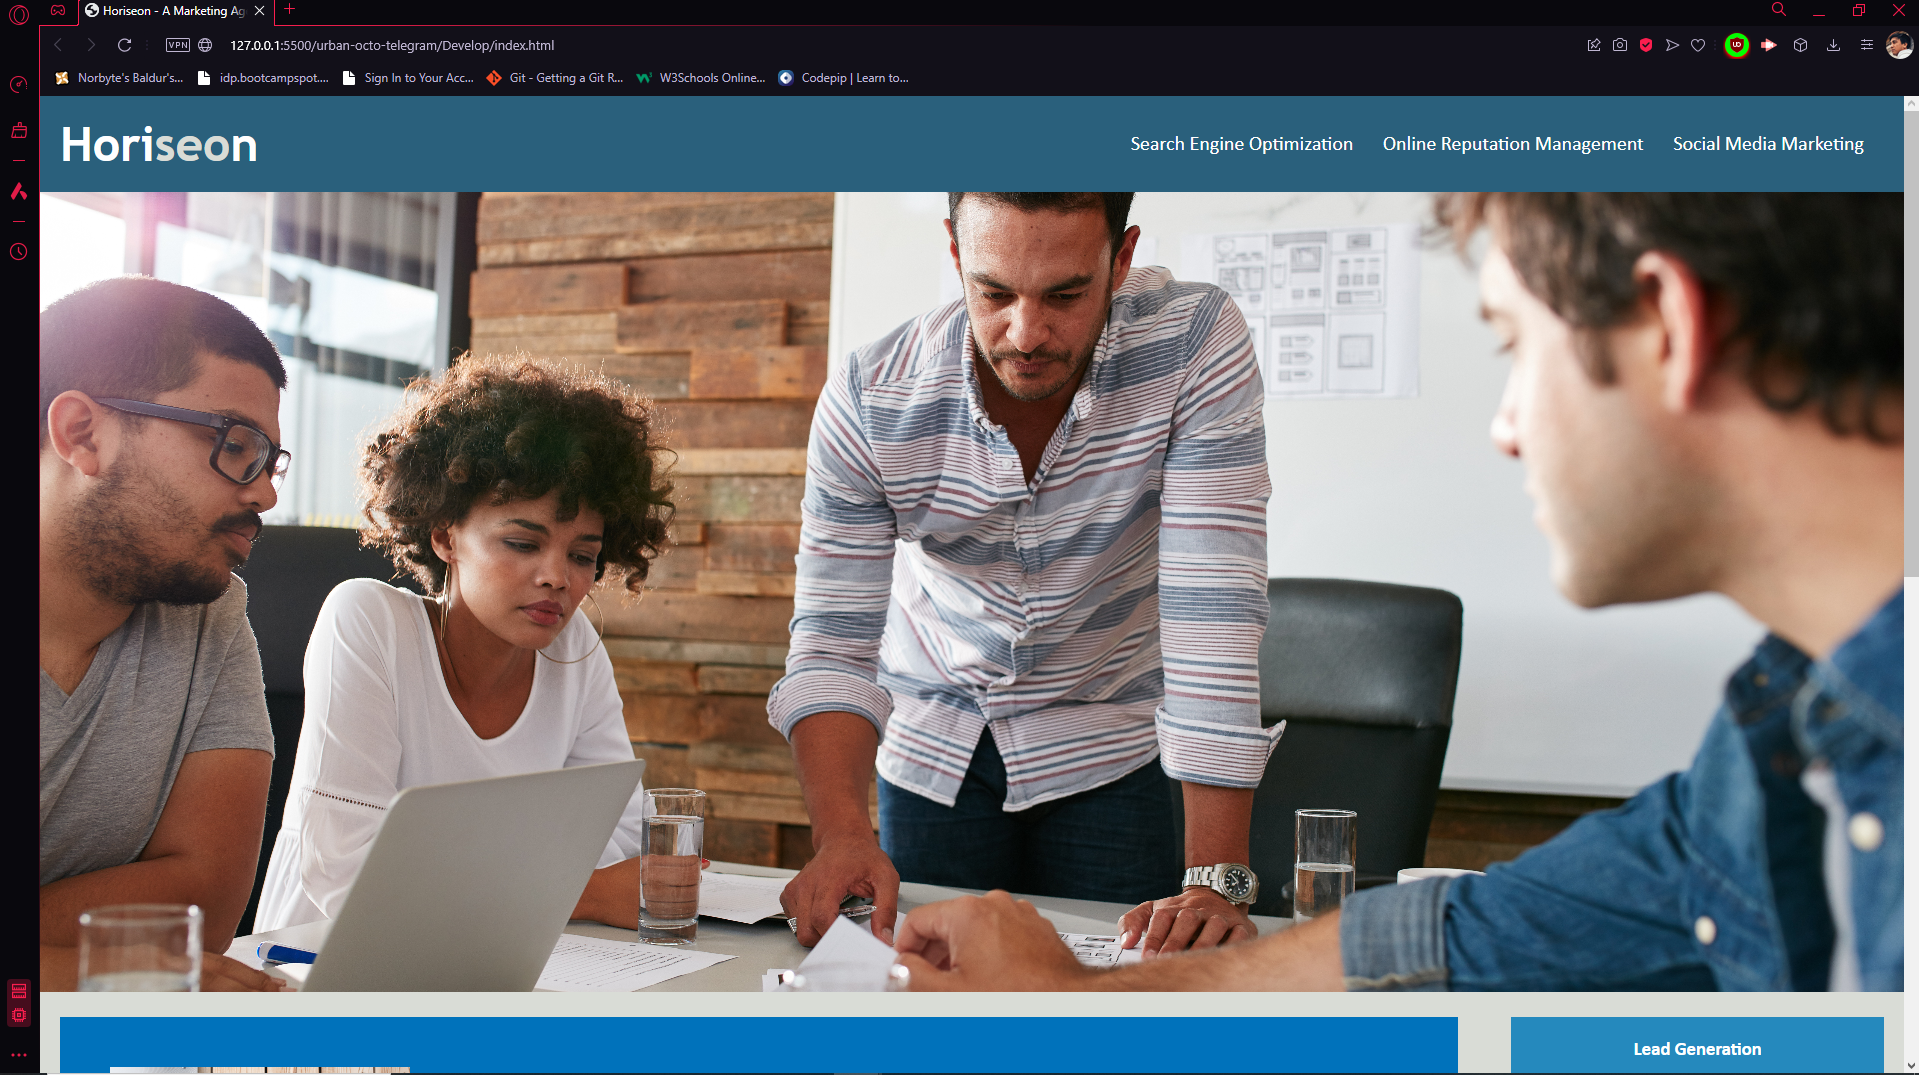 Horiseon - A Marketing Ag
VPN
127.0.0.1:5500/urban-octo-telegram/Develop/index.html
Norbyte's Baldur's...
idp.bootcampspot....
Sign In to Your Acc...
Git - Getting a Git R...
W3Schools Online...
Codepip | Learn to...
Horiseon
Search Engine Optimization
Online Reputation Management
Social Media Marketing
Lead Generation